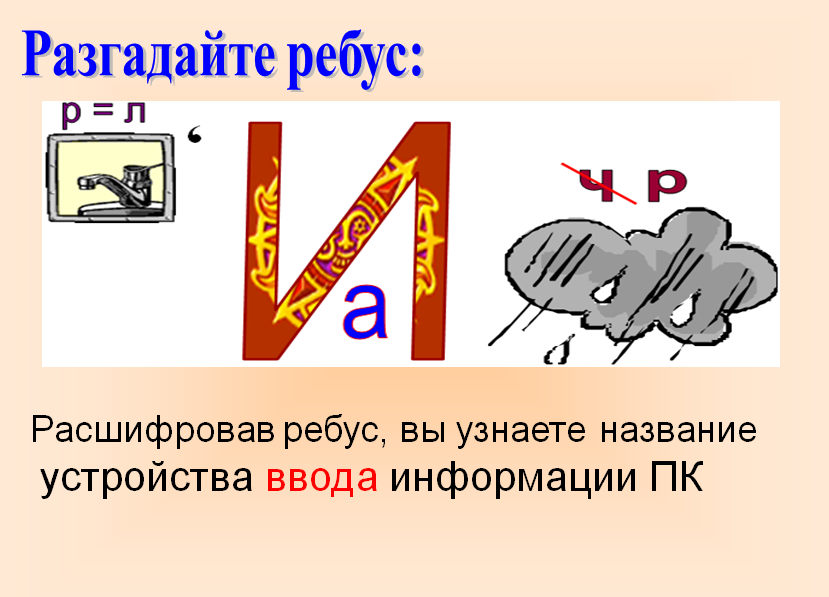 Разгадайте ребус:
р = л
‘
И
а
ч р
Расшифровав ребус, вы узнаете название
устройства ввода информации ПК